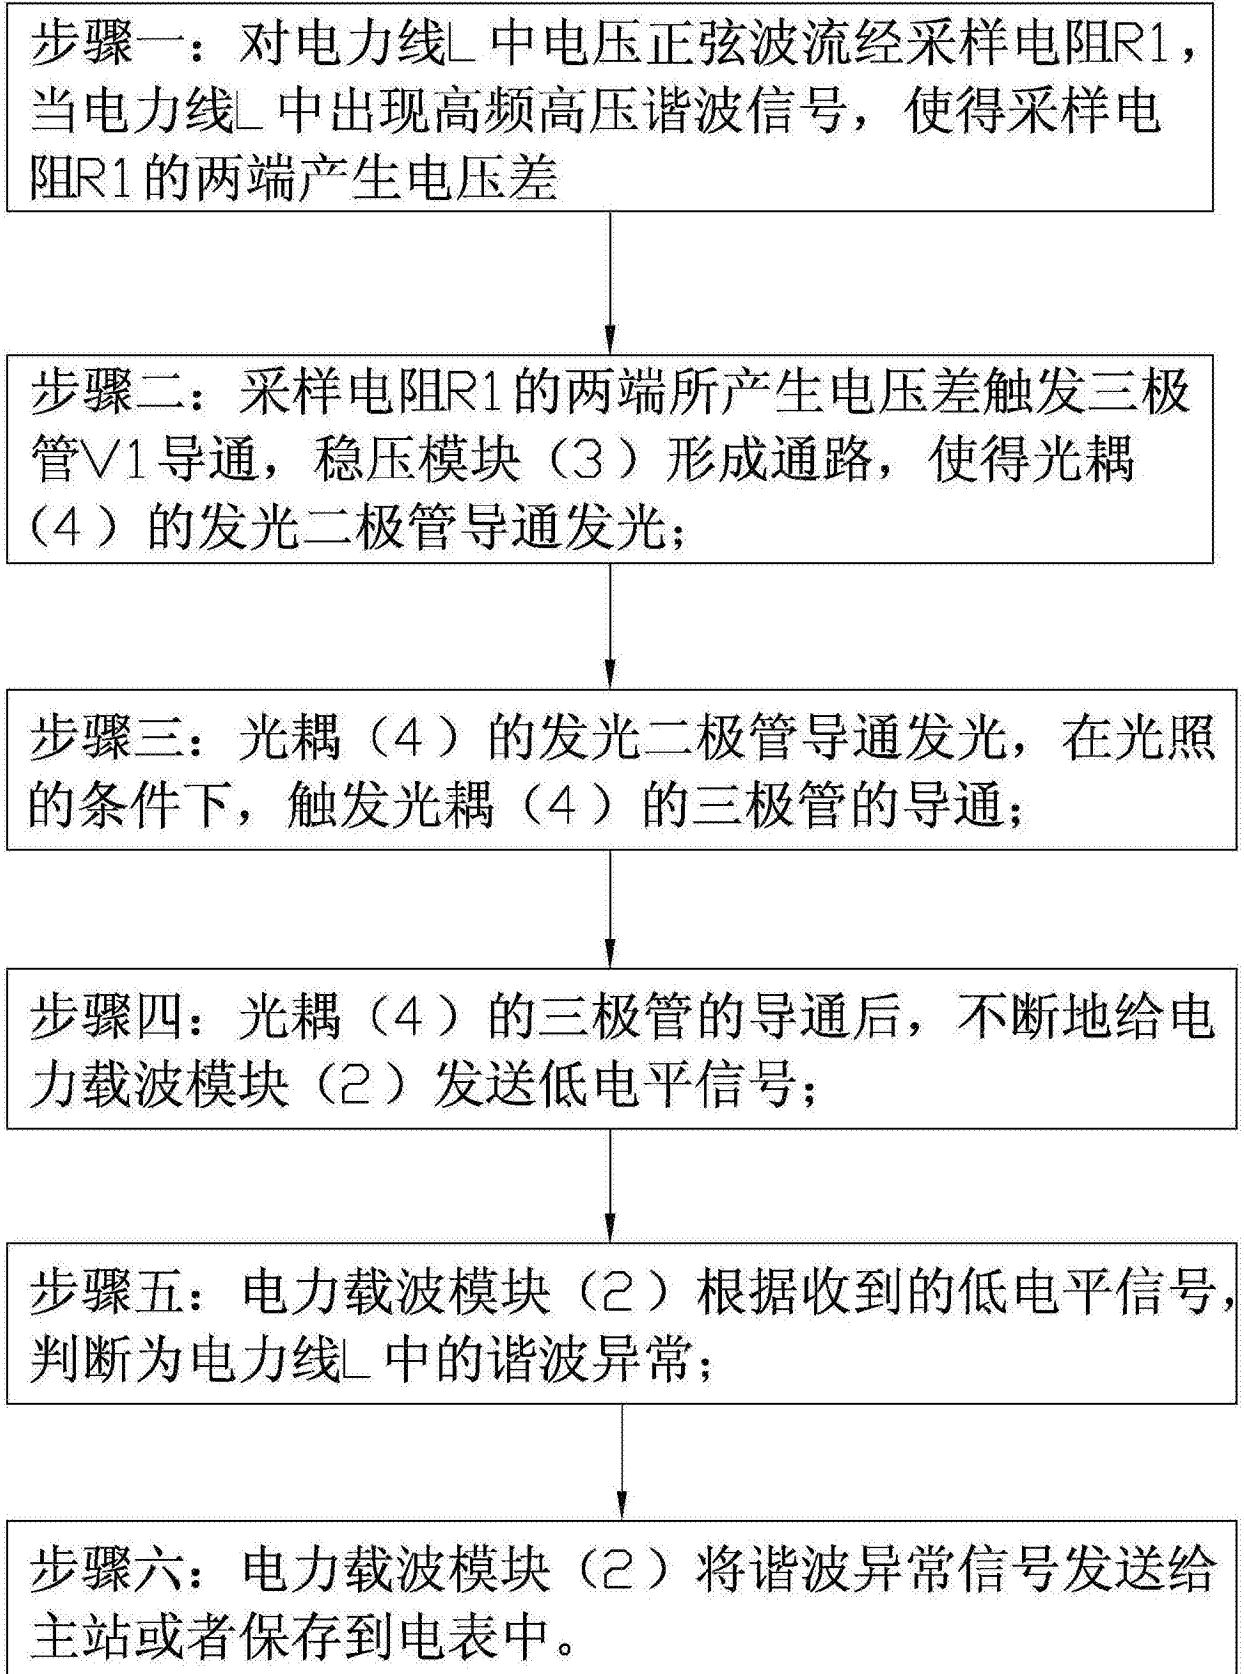 步骤一：对电力线L中电压正弦波流经采样电阻R1，
当电力线L中出现高频高压谐波信号，使得采样电
阻R1的两端产生电压差
步骤二：采样电阻R1的两端所产生电压差触发三极
管V1导通，稳压模块（3）形成通路，使得光耦
（4）的发光二极管导通发光；
步骤三：光耦（4）的发光二极管导通发光，在光照
的条件下，触发光耦（4）的三极管的导通；
步骤四：光耦（4）的三极管的导通后，不断地给电
力载波模块（2）发送低电平信号；
步骤五：电力载波模块（2）根据收到的低电平信号，
判断为电力线L中的谐波异常；
步骤六：电力载波模块（2）将谐波异常信号发送给
主站或者保存到电表中。